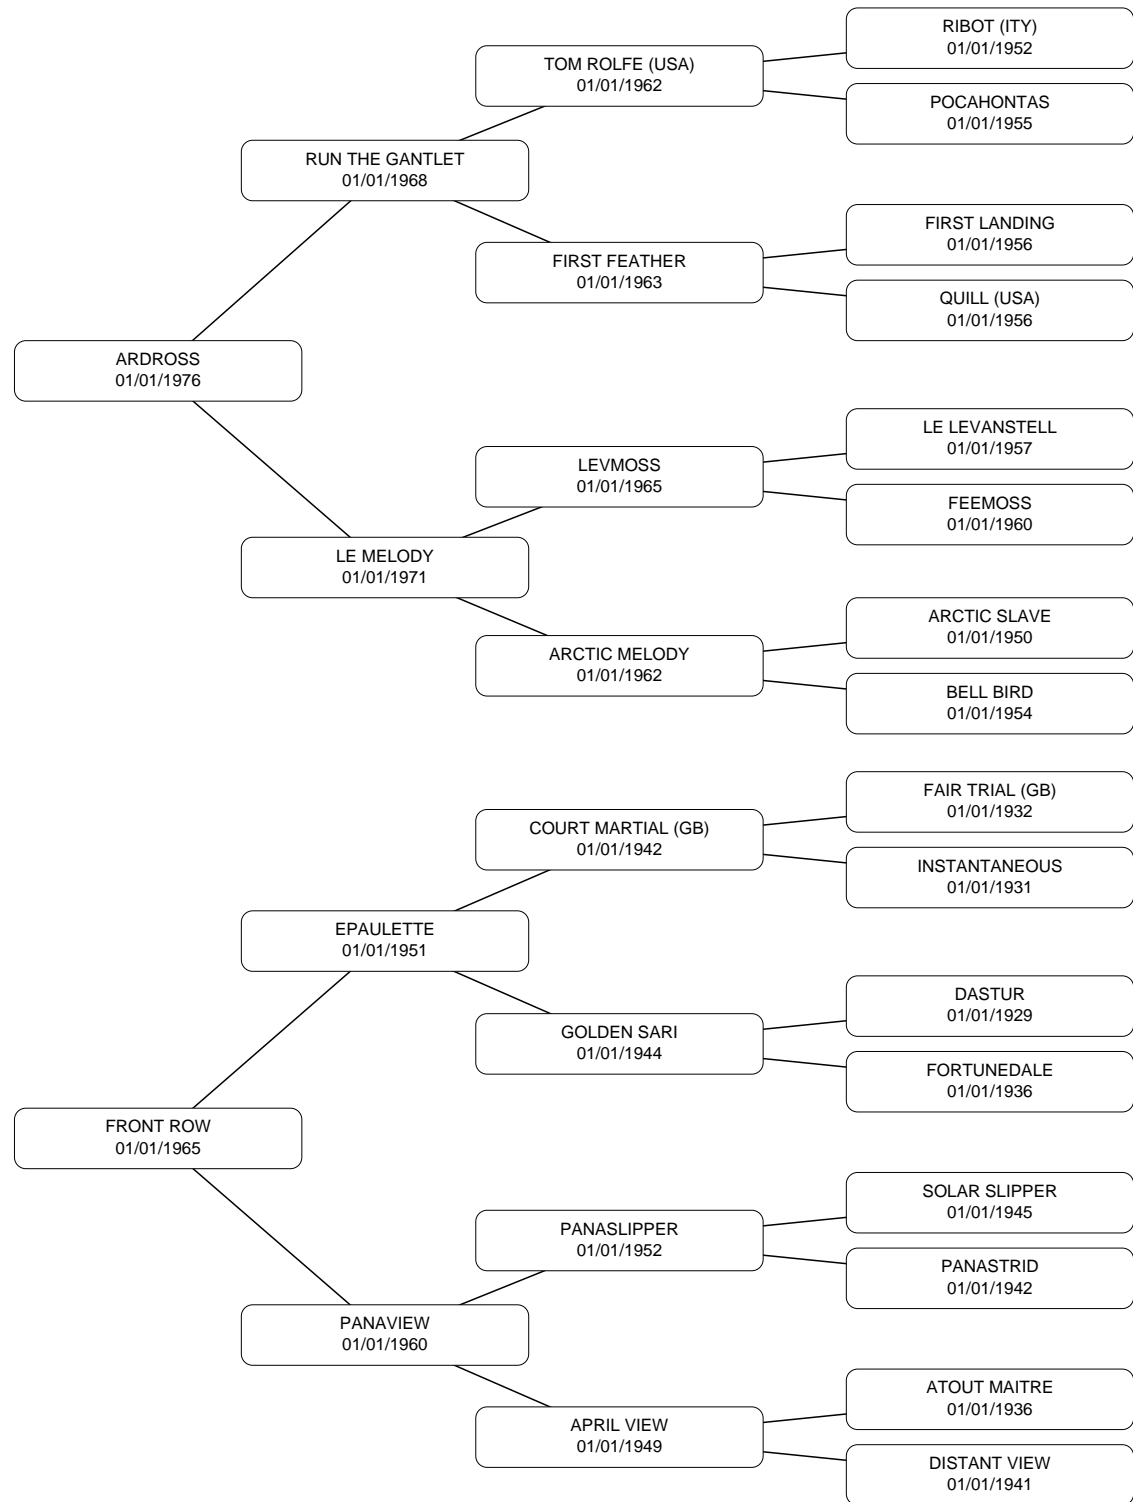 RIBOT (ITY)
01/01/1952
TOM ROLFE (USA)
01/01/1962
POCAHONTAS
01/01/1955
RUN THE GANTLET
01/01/1968
FIRST LANDING
01/01/1956
FIRST FEATHER
01/01/1963
QUILL (USA)
01/01/1956
ARDROSS
01/01/1976
LE LEVANSTELL
01/01/1957
LEVMOSS
01/01/1965
FEEMOSS
01/01/1960
LE MELODY
01/01/1971
ARCTIC SLAVE
01/01/1950
ARCTIC MELODY
01/01/1962
BELL BIRD
01/01/1954
FAIR TRIAL (GB)
01/01/1932
COURT MARTIAL (GB)
01/01/1942
INSTANTANEOUS
01/01/1931
EPAULETTE
01/01/1951
DASTUR
01/01/1929
GOLDEN SARI
01/01/1944
FORTUNEDALE
01/01/1936
FRONT ROW
01/01/1965
SOLAR SLIPPER
01/01/1945
PANASLIPPER
01/01/1952
PANASTRID
01/01/1942
PANAVIEW
01/01/1960
ATOUT MAITRE
01/01/1936
APRIL VIEW
01/01/1949
DISTANT VIEW
01/01/1941